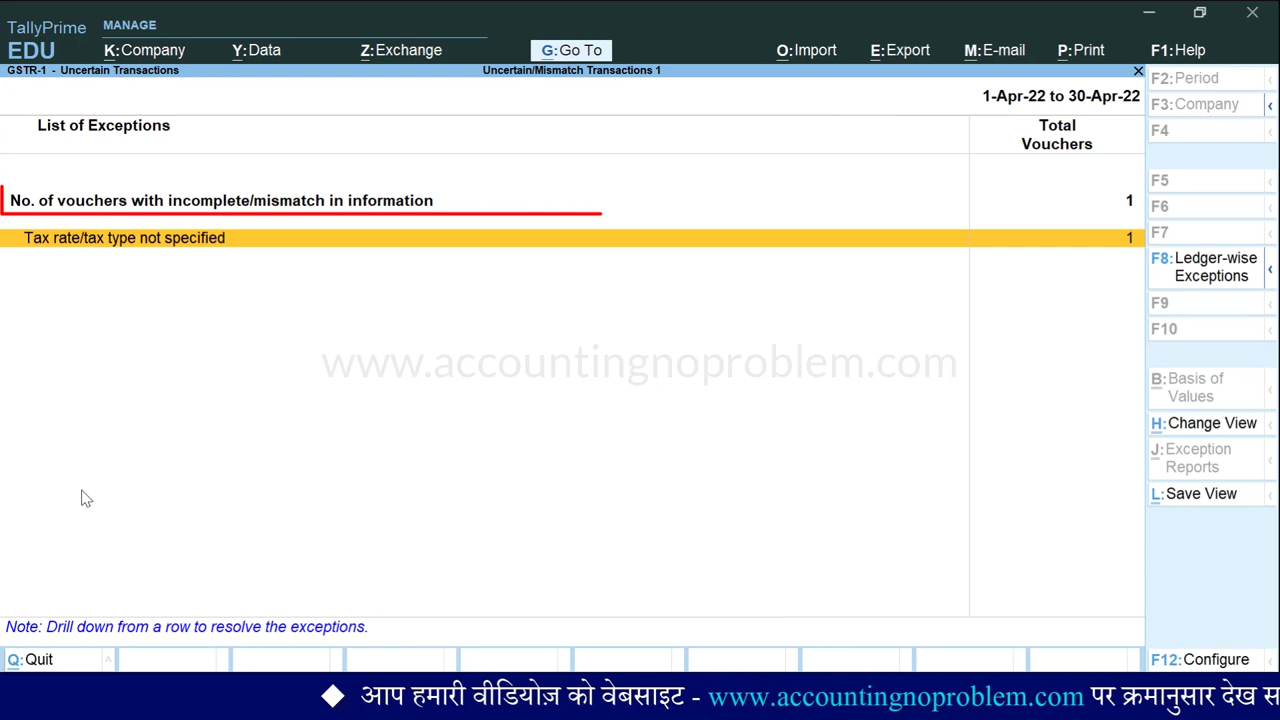 TallyPrime
MANAGE
EDU
K:Company
Y:Data
Z:Exchange
G:Go To
O:Import
E:Export
M:E-mail
P:Print
F1:Help
GSTR-1 - Uncertain Transactions
Uncertain/Mismatch Transactions 1
F2:Period
1-Apr-22 to 30-Apr-22
F3:Company
List of Exceptions
Total
Vouchers
F4
No. of vouchers with incomplete/mismatch in information 1
Tax rate/tax type not specified 1
F5
F6
F7
F8:Ledger-wise
Exceptions
F9
F10
B:Basis of
Values
H:Change View
J:Exception
Reports
L:Save View
www.accountingnoproblem.com
Note: Drill down from a row to resolve the exceptions.
Q:Quit
F12:Configure
आप हमारी वीडियोज़ को वेबसाइट - www.accountingnoproblem.com पर क्रमानुसार देख स